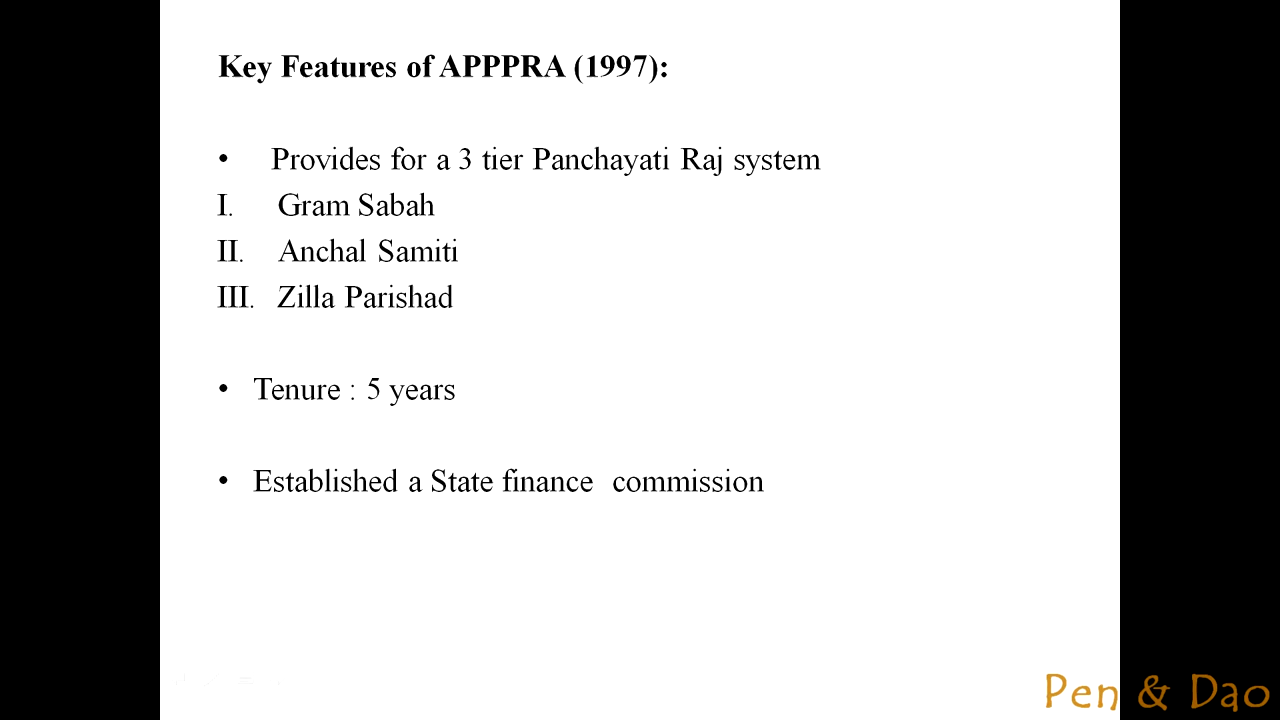 Key Features of APPPRA (1997):
• Provides for a 3 tier Panchayati Raj system
I. Gram Sabah
II. Anchal Samiti
III. Zilla Parishad
• Tenure : 5 years
• Established a State finance commission
Pen & Dao